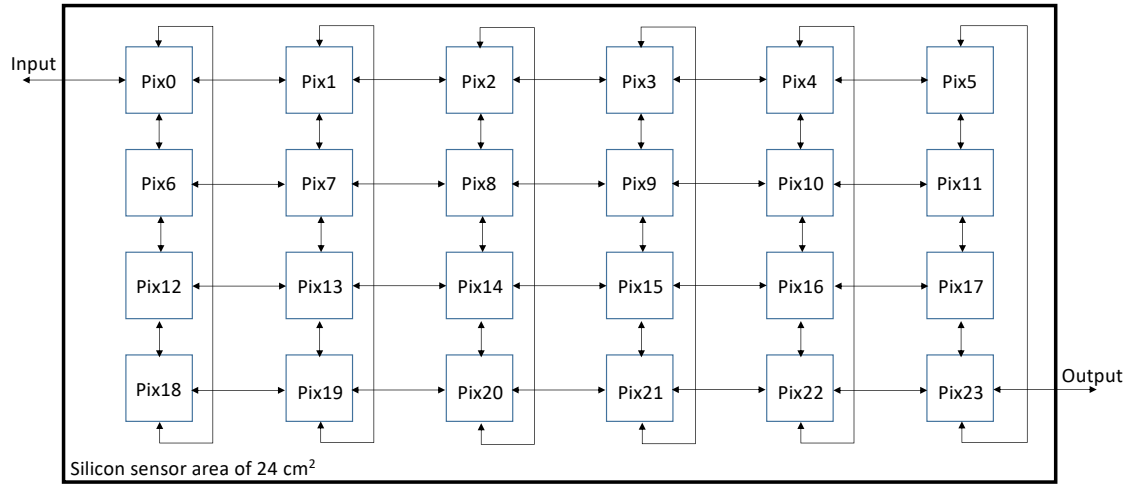 Input
Pix0 Pix1 Pix2 Pix3 Pix4 Pix5
Pix6 Pix7 Pix8 Pix9 Pix10 Pix11
Pix12 Pix13 Pix14 Pix15 Pix16 Pix17
Pix18 Pix19 Pix20 Pix21 Pix22 Pix23
Output
Silicon sensor area of 24 cm²